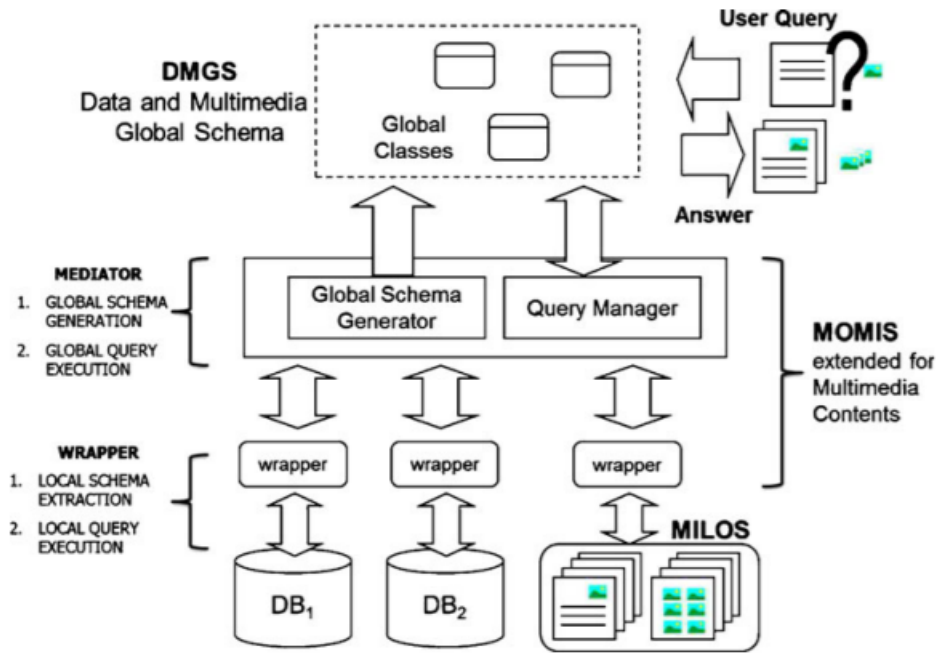 User Query
?
DMGS
Data and Multimedia
Global Schema
Global
Classes
Answer
MEDIATOR
1. GLOBAL SCHEMA
GENERATION
2. GLOBAL QUERY
EXECUTION
Global Schema
Generator
Query Manager
MOMIS
extended for
Multimedia
Contents
WRAPPER
1. LOCAL SCHEMA
EXTRACTION
2. LOCAL QUERY
EXECUTION
wrapper
wrapper
wrapper
MILOS
DB₁
DB₂